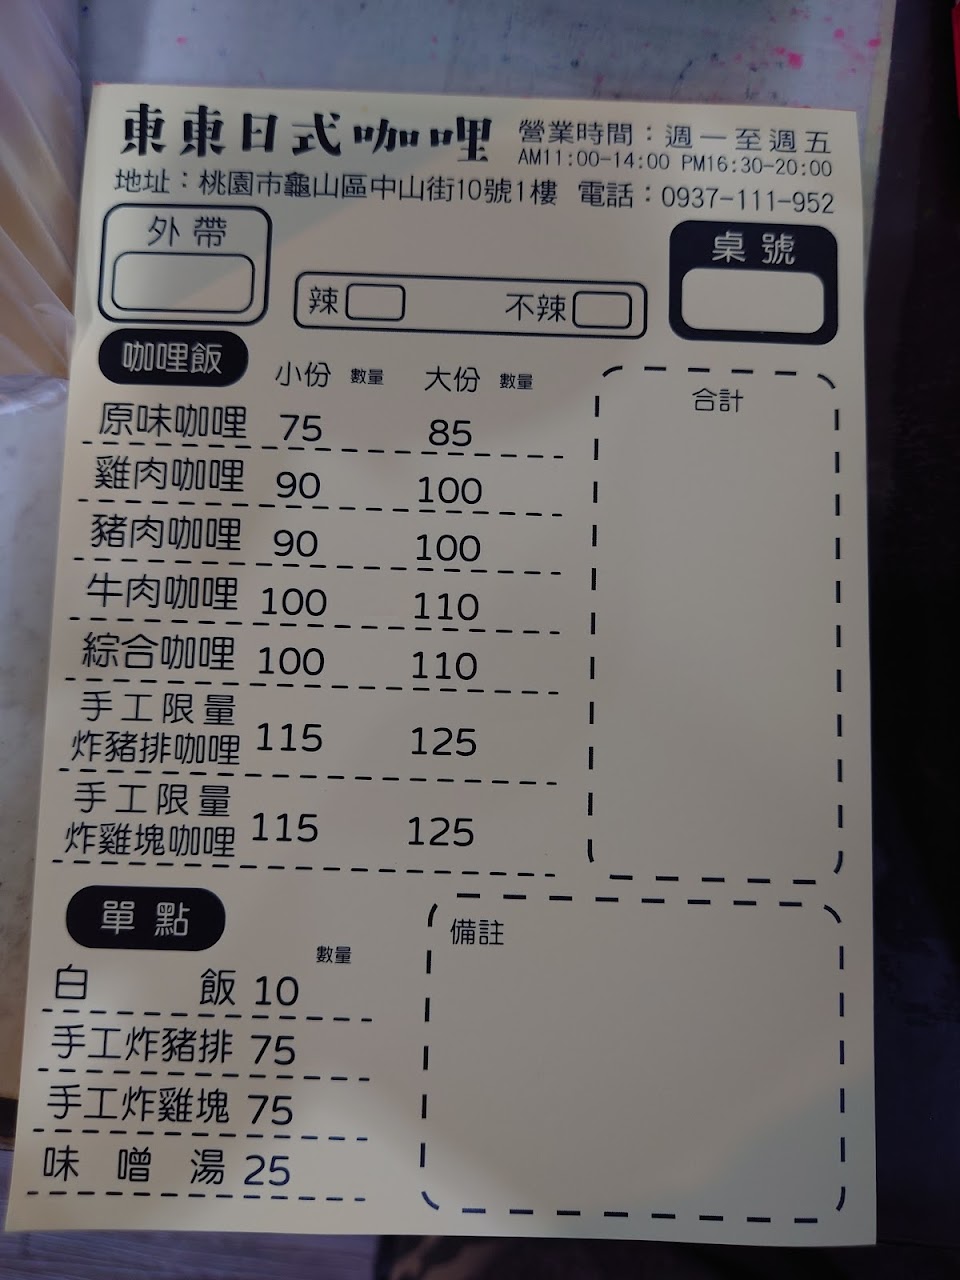 東東日式咖哩
營業時間：週一至週五
AM11:00-14:00 PM16:30-20:00
地址：桃園市龜山區中山街10號1樓 電話：0937-111-952
外帶
桌號
辣 不辣
咖哩飯 小份 數量 大份 數量
合計
原味咖哩 75 85
雞肉咖哩 90 100
豬肉咖哩 90 100
牛肉咖哩 100 110
綜合咖哩 100 110
手工限量
炸豬排咖哩 115 125
手工限量
炸雞塊咖哩 115 125
單點
數量
備註
白飯 10
手工炸豬排 75
手工炸雞塊 75
味噌湯 25